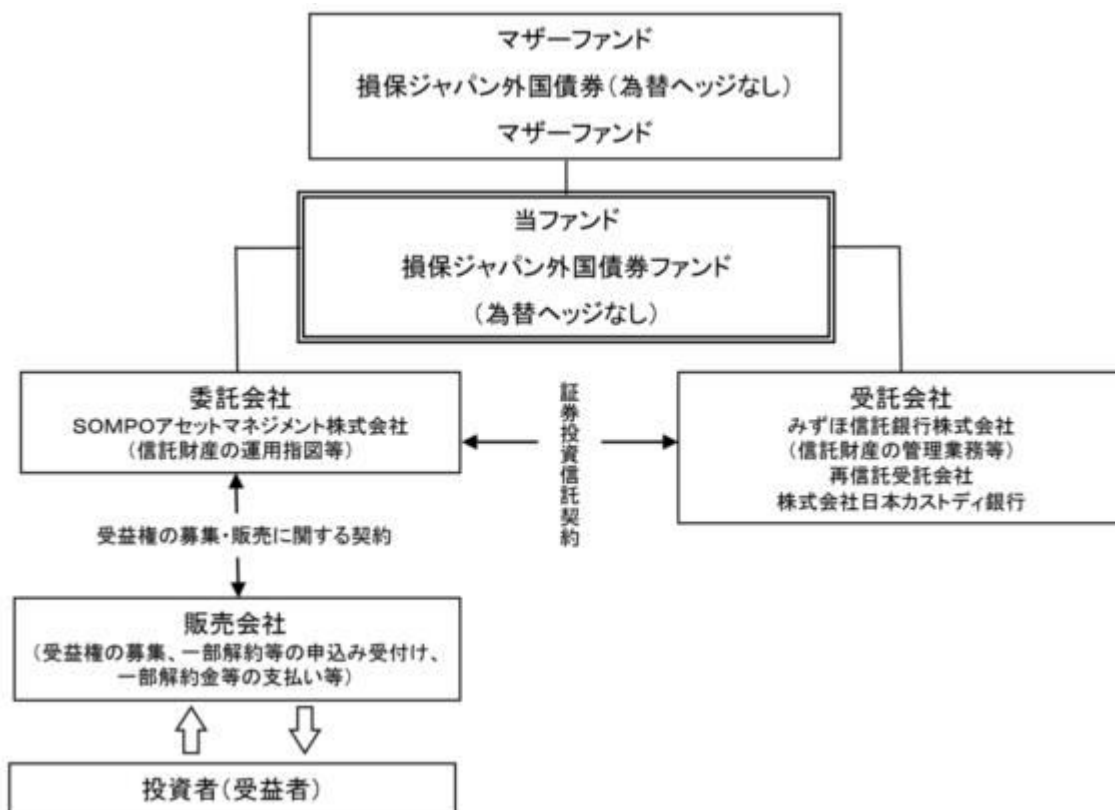 マザーファンド
損保ジャパン外国債券(為替ヘッジなし)
マザーファンド
当ファンド
損保ジャパン外国債券ファンド
(為替ヘッジなし)
委託会社
SOMPOアセットマネジメント株式会社
(信託財産の運用指図等)
証券投資信託契約
受託会社
みずほ信託銀行株式会社
(信託財産の管理業務等)
再信託受託会社
株式会社日本カストディ銀行
受益権の募集・販売に関する契約
販売会社
(受益権の募集、一部解約等の申込み受付け、
一部解約金等の支払い等)
投資者(受益者)